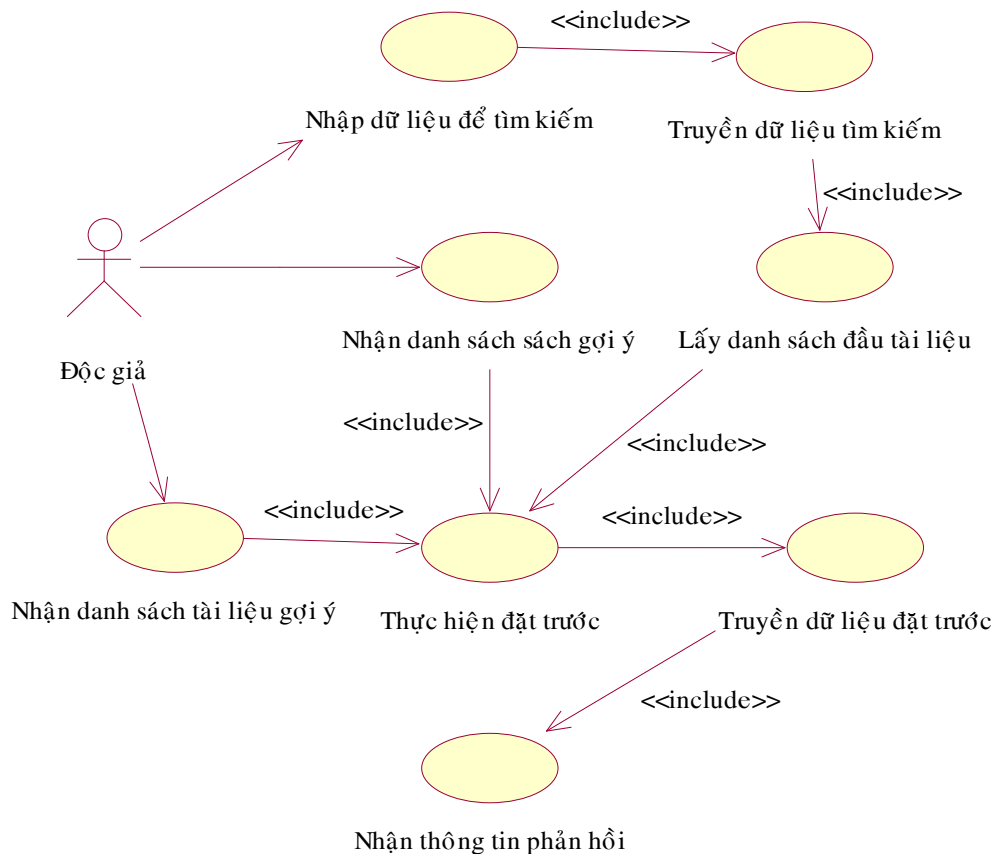 <<include>>
Nhập dữ liệu để tìm kiếm
Truyền dữ liệu tìm kiếm
<<include>>
Nhận danh sách sách gợi ý
Lấy danh sách đầu tài liệu
Độc giả
<<include>>
<<include>>
<<include>>
<<include>>
Nhận danh sách tài liệu gợi ý
Thực hiện đặt trước
Truyền dữ liệu đặt trước
<<include>>
Nhận thông tin phản hồi